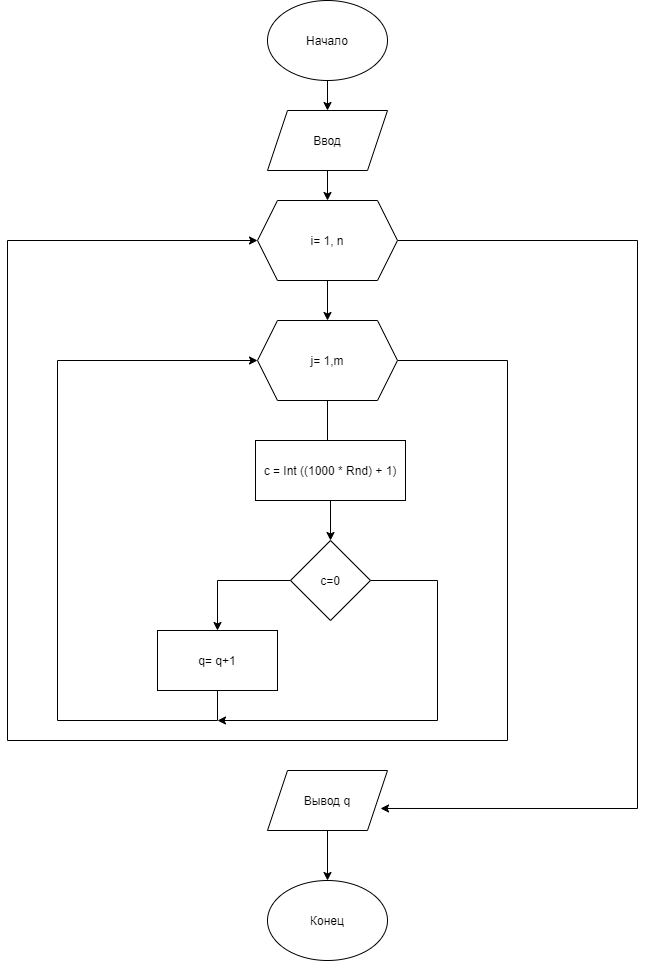 Начало
Ввод
i= 1, n
j= 1,m
c = Int ((1000 * Rnd) + 1)
c=0
q= q+1
Вывод q
Конец